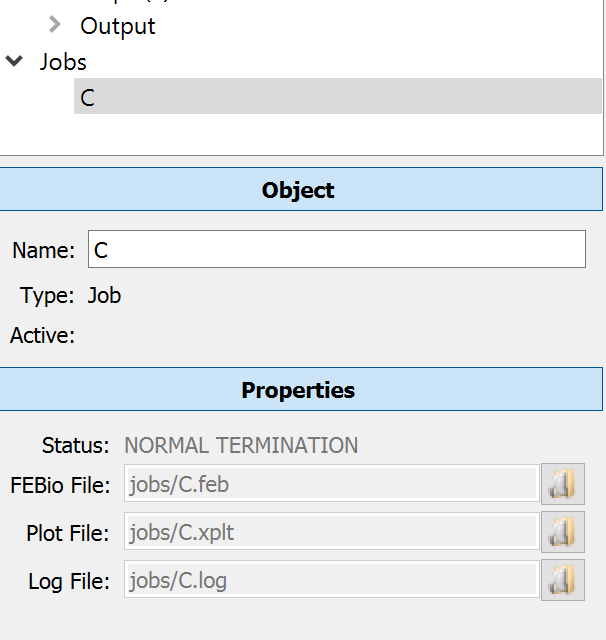 Output
Jobs
C
Object
Name: C
Type: Job
Active:
Properties
Status: NORMAL TERMINATION
FEBio File: jobs/C.feb
Plot File: jobs/C.xplt
Log File: jobs/C.log